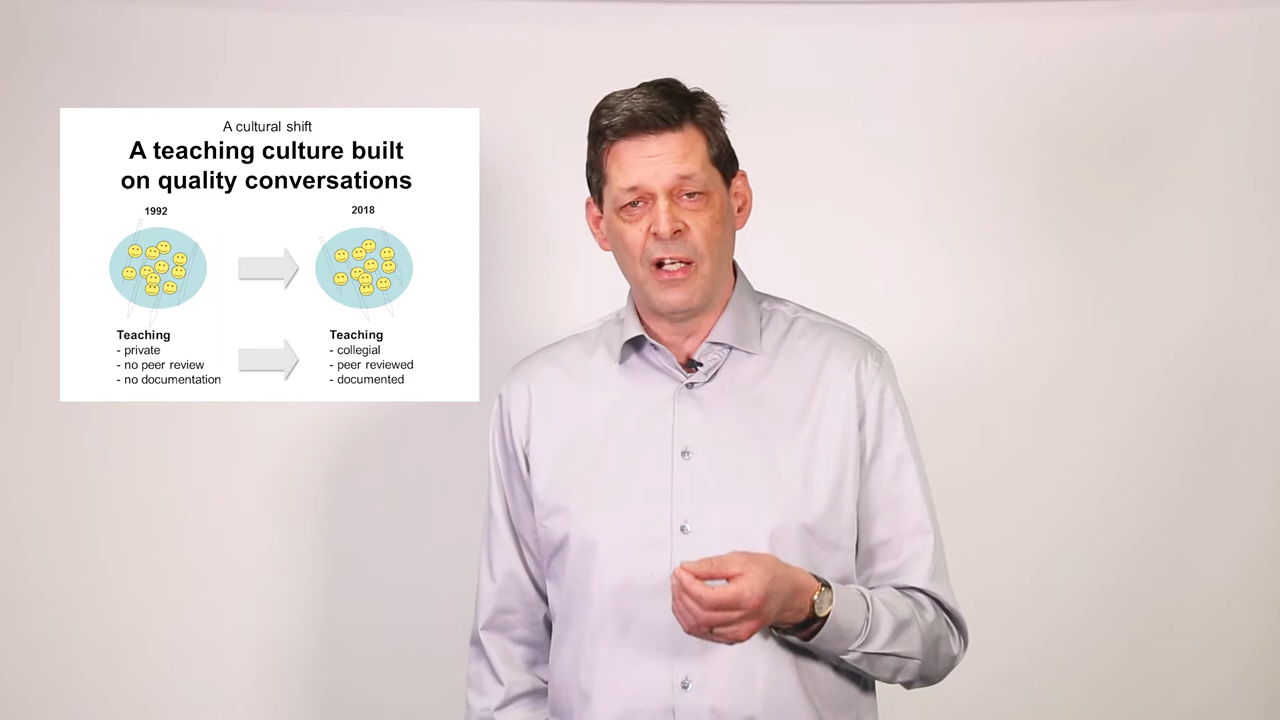 A cultural shift
A teaching culture built
on quality conversations
1992
2018
Teaching
- private
- no peer review
- no documentation
Teaching
- collegial
- peer reviewed
- documented